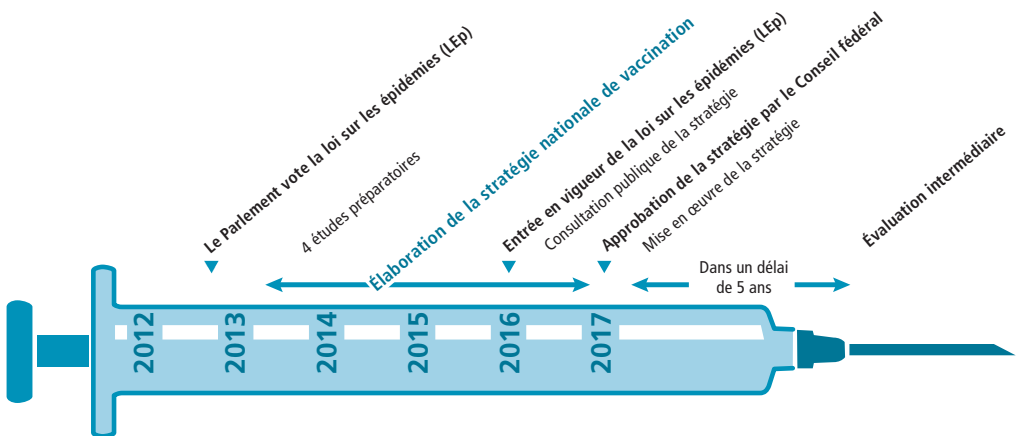 Le Parlement vote la loi sur les épidémies (LEp)
4 études préparatoires
Élaboration de la stratégie nationale de vaccination
Entrée en vigueur de la loi sur les épidémies (LEp)
Consultation publique de la stratégie
Approbation de la stratégie par le Conseil fédéral
Mise en œuvre de la stratégie
Évaluation intermédiaire
Dans un délai
de 5 ans
2012
2013
2014
2015
2016
2017